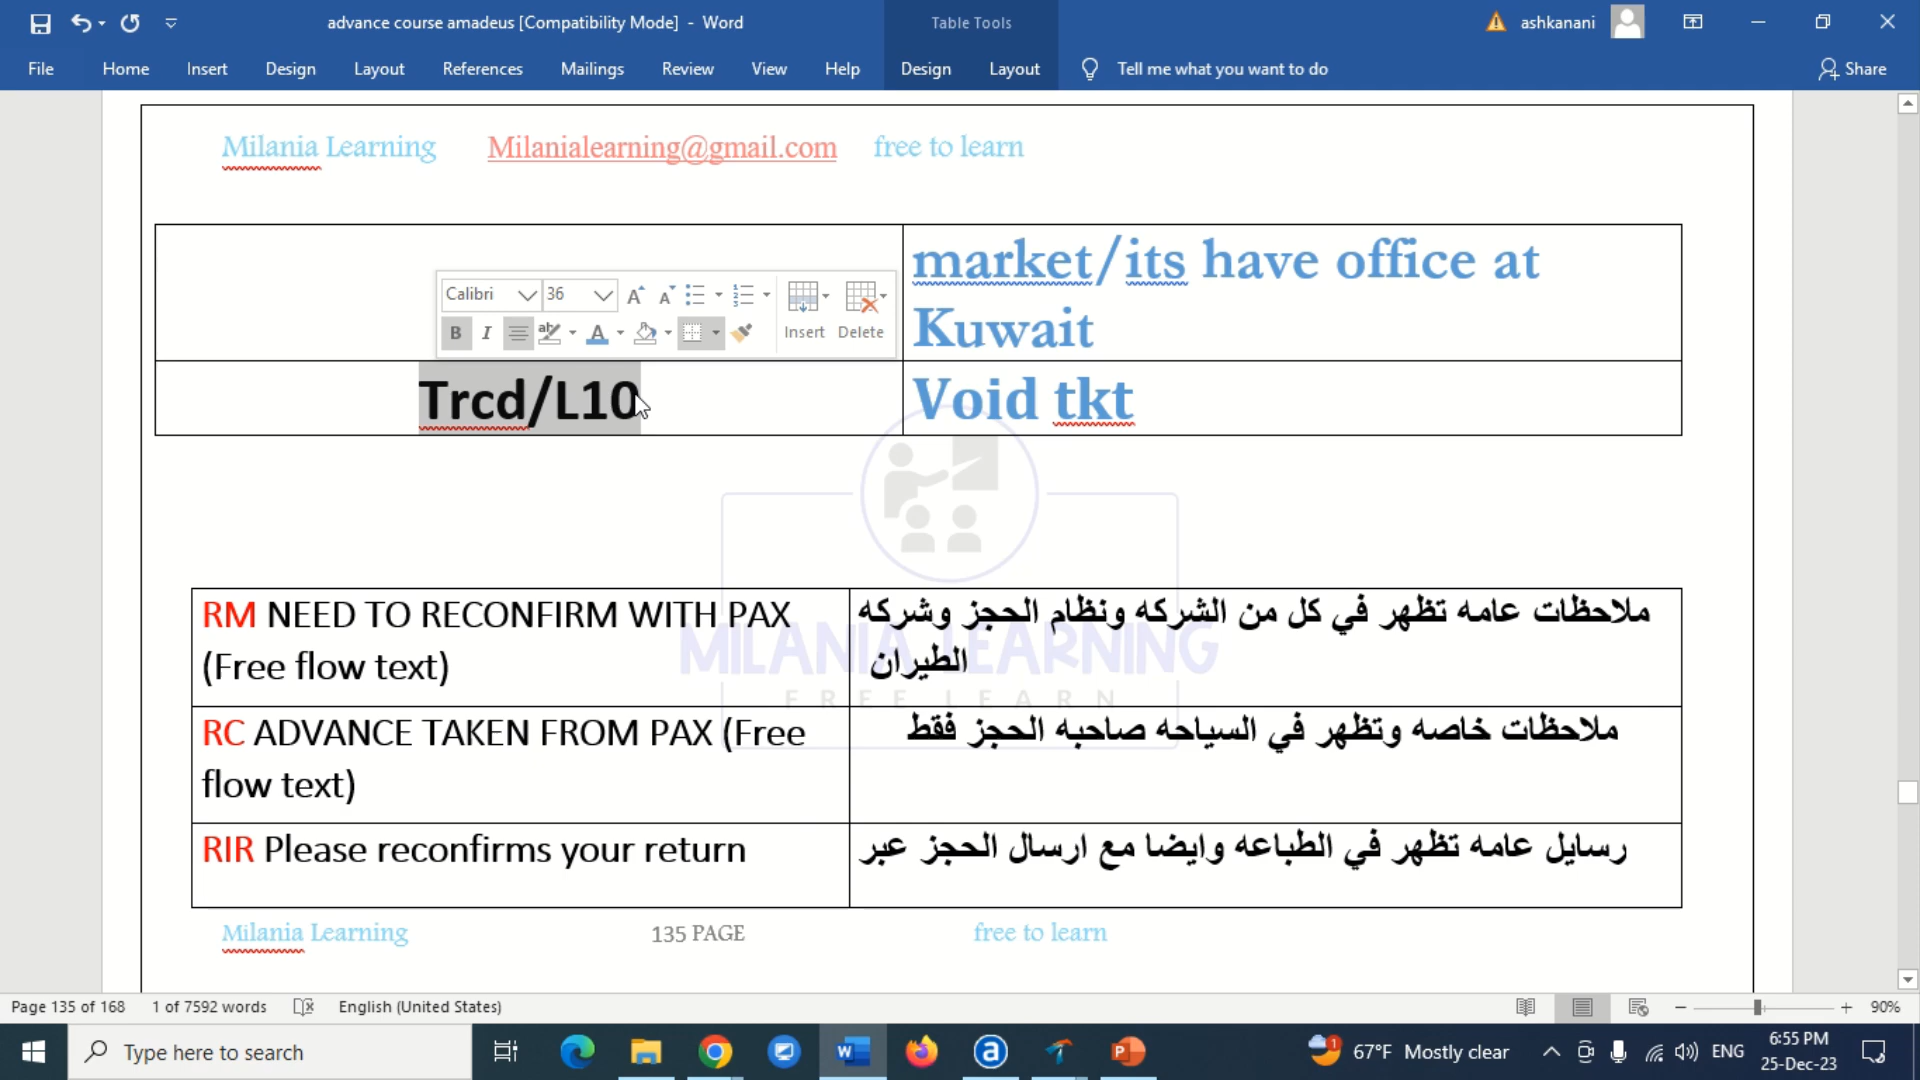 advance course amadeus [Compatibility Mode] - Word
Table Tools
ashkanani
File Home Insert Design Layout References Mailings Review View Help Design Layout Tell me what you want to do Share
Milania Learning Milanialearning@gmail.com free to learn
market/its have office at
Kuwait
Calibri 36
B I Insert Delete
Trcd/L10 Void tkt
RM NEED TO RECONFIRM WITH PAX
(Free flow text)
ملاحظات عامه تظهر في كل من الشركه ونظام الحجز وشركه
الطيران
MILANIA LEARNING
FREE LEARN
RC ADVANCE TAKEN FROM PAX (Free
flow text)
ملاحظات خاصه وتظهر في السياحه صاحبه الحجز فقط
RIR Please reconfirms your return
رسايل عامه تظهر في الطباعه وايضا مع ارسال الحجز عبر
Milania Learning 135 PAGE free to learn
Page 135 of 168 1 of 7592 words English (United States) 90%
Type here to search
67°F Mostly clear ENG
6:55 PM
25-Dec-23